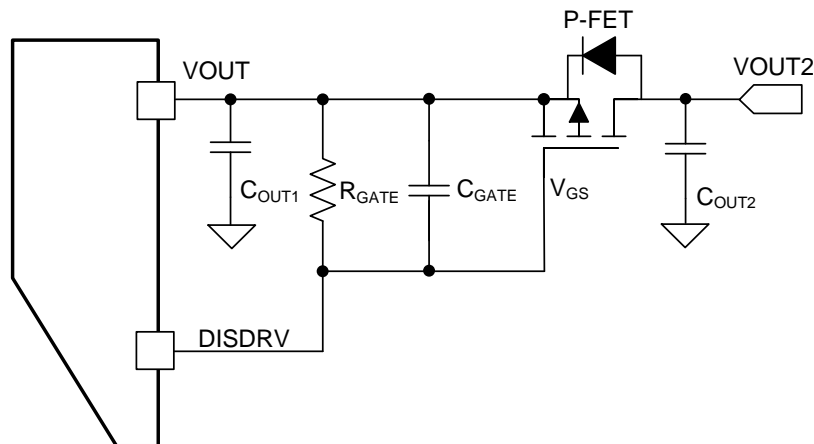 P-FET
VOUT
VOUT2
COUT1
RGATE
CGATE
VGS
COUT2
DISDRV